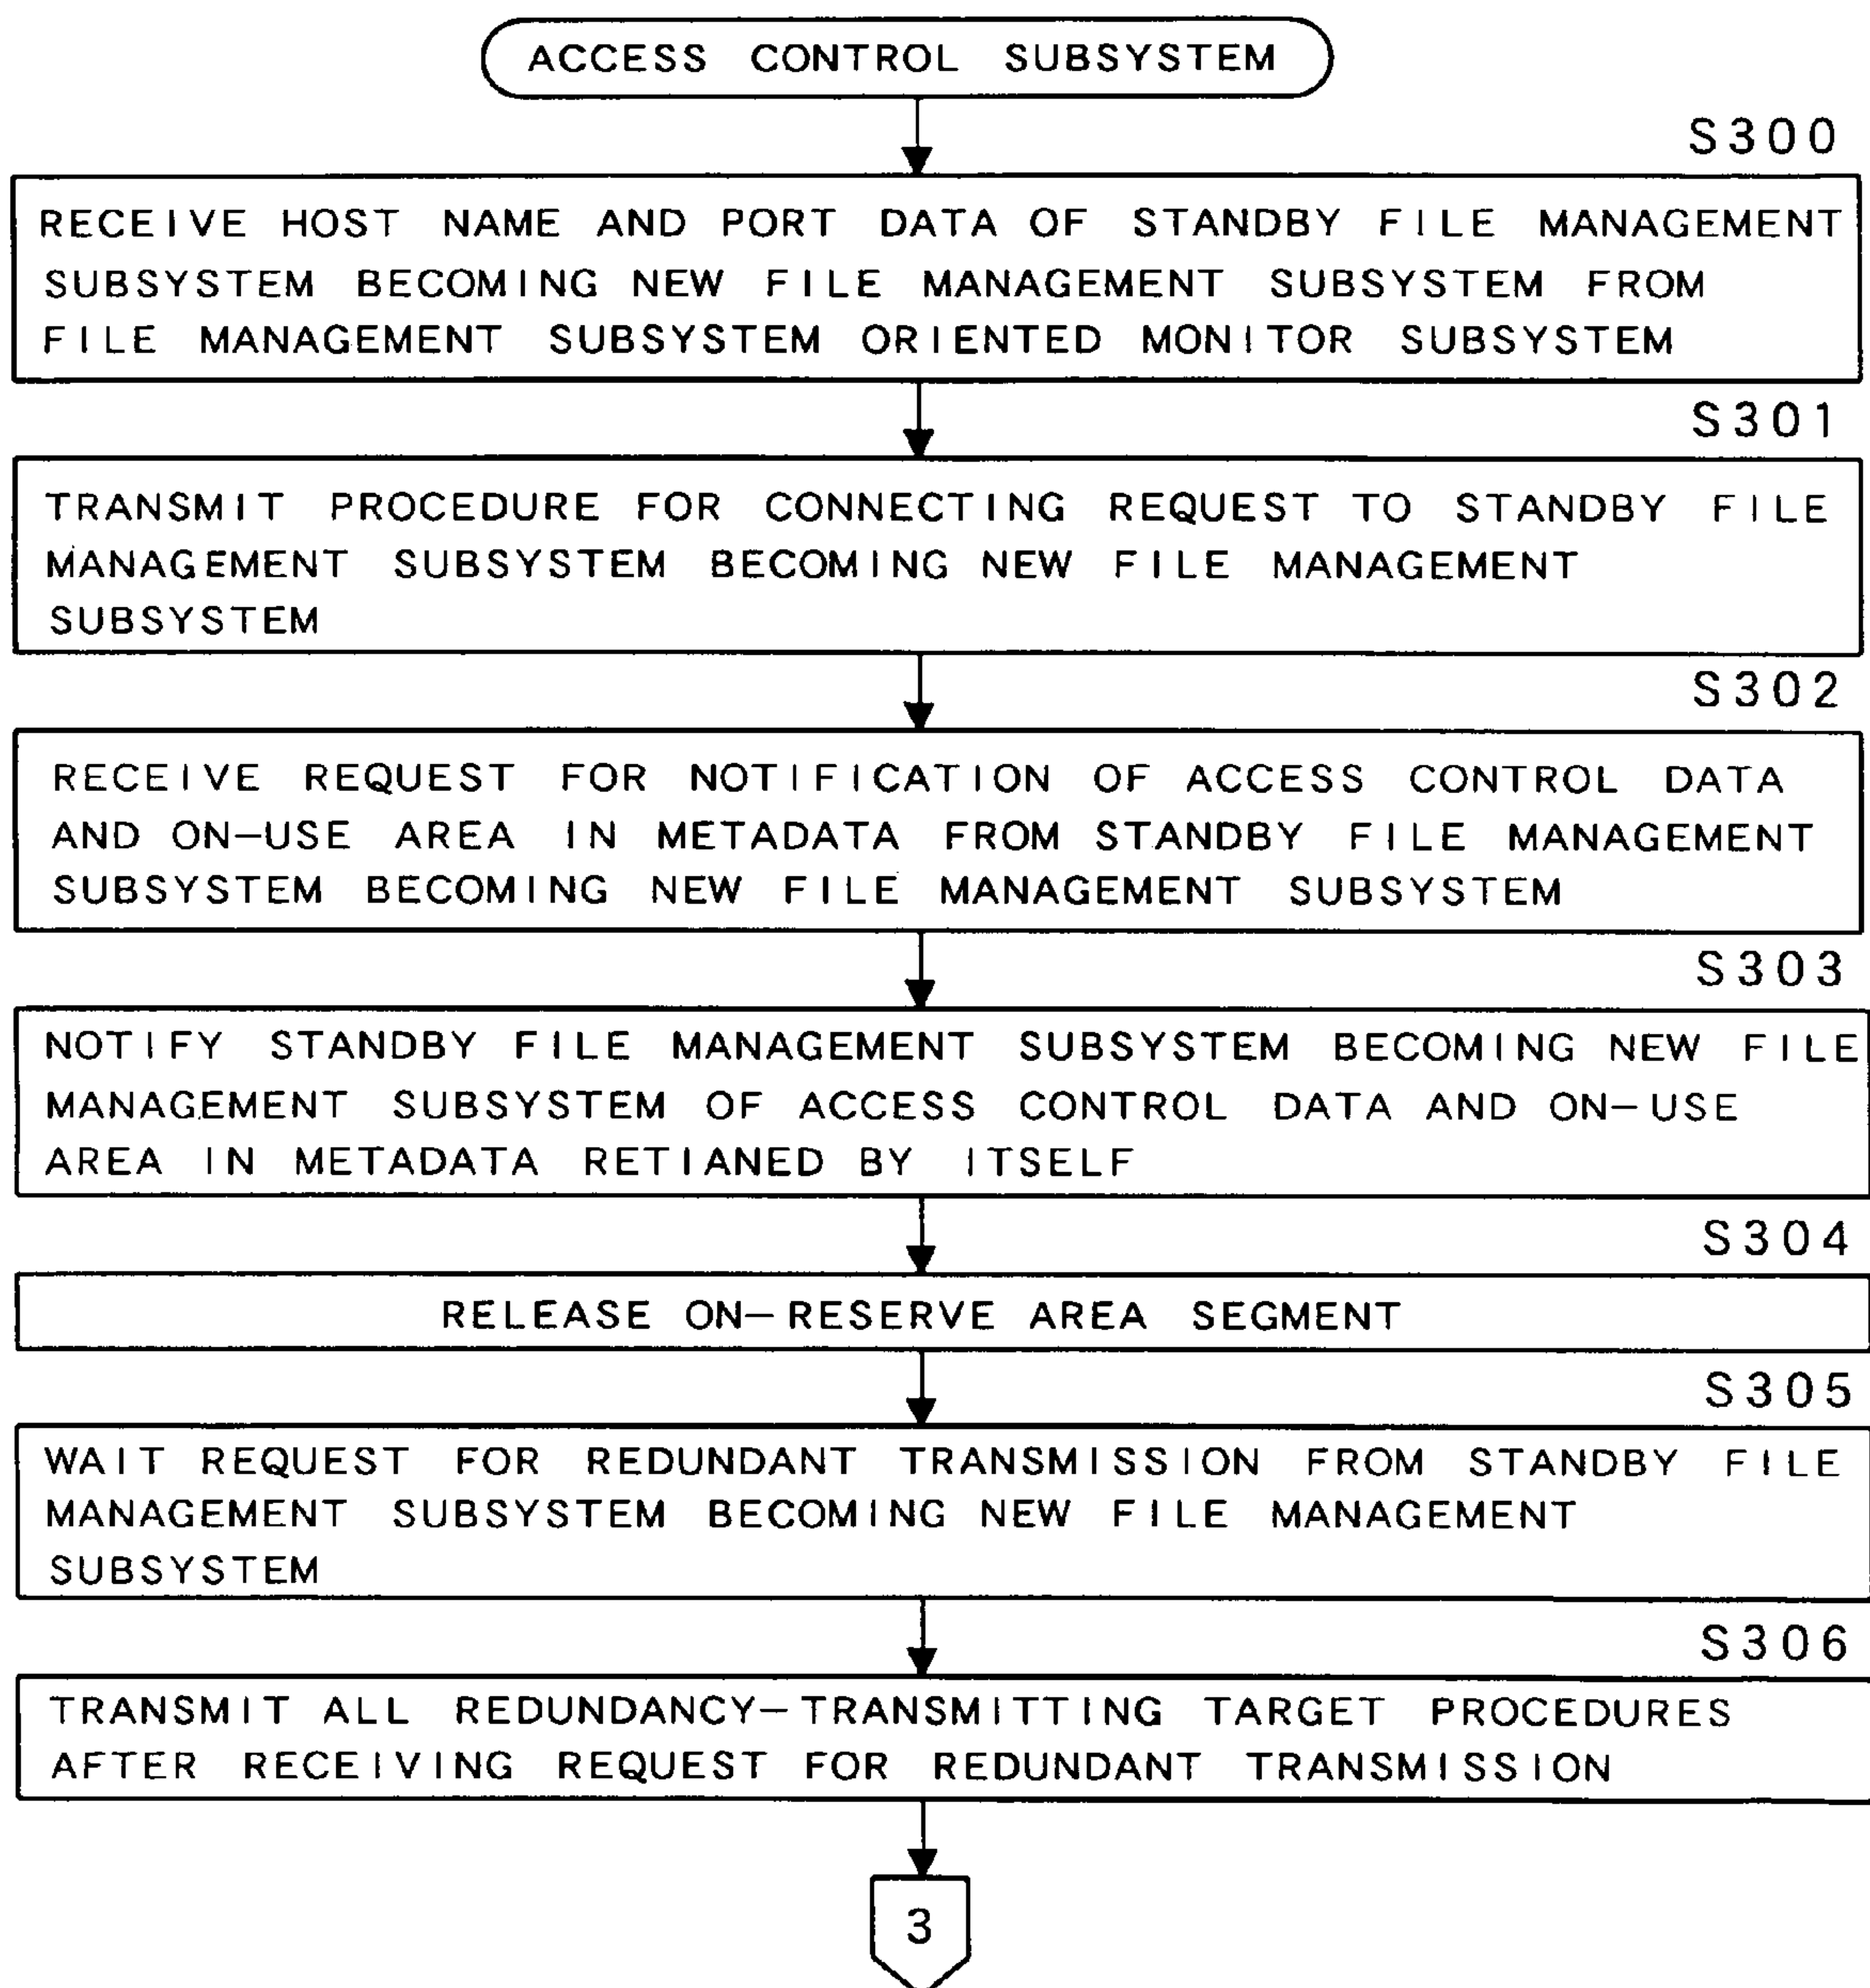 ACCESS CONTROL SUBSYSTEM
S300
RECEIVE HOST NAME AND PORT DATA OF STANDBY FILE MANAGEMENT
SUBSYSTEM BECOMING NEW FILE MANAGEMENT SUBSYSTEM FROM
FILE MANAGEMENT SUBSYSTEM ORIENTED MONITOR SUBSYSTEM
S301
TRANSMIT PROCEDURE FOR CONNECTING REQUEST TO STANDBY FILE
MANAGEMENT SUBSYSTEM BECOMING NEW FILE MANAGEMENT
SUBSYSTEM
S302
RECEIVE REQUEST FOR NOTIFICATION OF ACCESS CONTROL DATA
AND ON-USE AREA IN METADATA FROM STANDBY FILE MANAGEMENT
SUBSYSTEM BECOMING NEW FILE MANAGEMENT SUBSYSTEM
S303
NOTIFY STANDBY FILE MANAGEMENT SUBSYSTEM BECOMING NEW FILE
MANAGEMENT SUBSYSTEM OF ACCESS CONTROL DATA AND ON-USE
AREA IN METADATA RETIANED BY ITSELF
S304
RELEASE ON-RESERVE AREA SEGMENT
S305
WAIT REQUEST FOR REDUNDANT TRANSMISSION FROM STANDBY FILE
MANAGEMENT SUBSYSTEM BECOMING NEW FILE MANAGEMENT
SUBSYSTEM
S306
TRANSMIT ALL REDUNDANCY-TRANSMITTING TARGET PROCEDURES
AFTER RECEIVING REQUEST FOR REDUNDANT TRANSMISSION
3